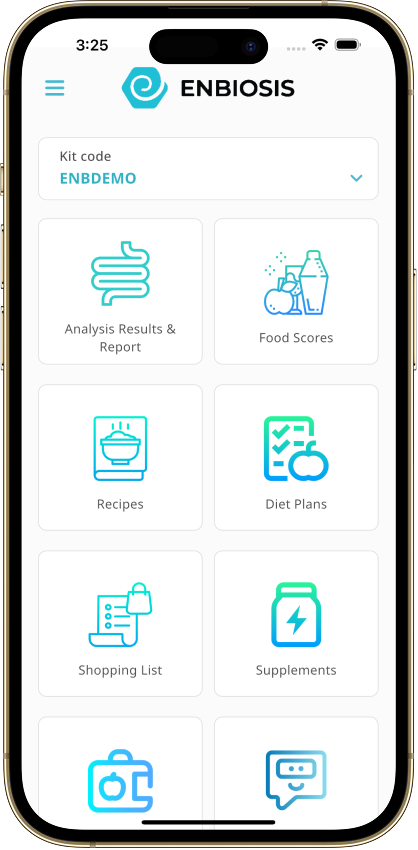 3:25
ENBIOSIS
Kit code
ENBDEMO
Analysis Results &
Report
Food Scores
Recipes
Diet Plans
Shopping List
Supplements